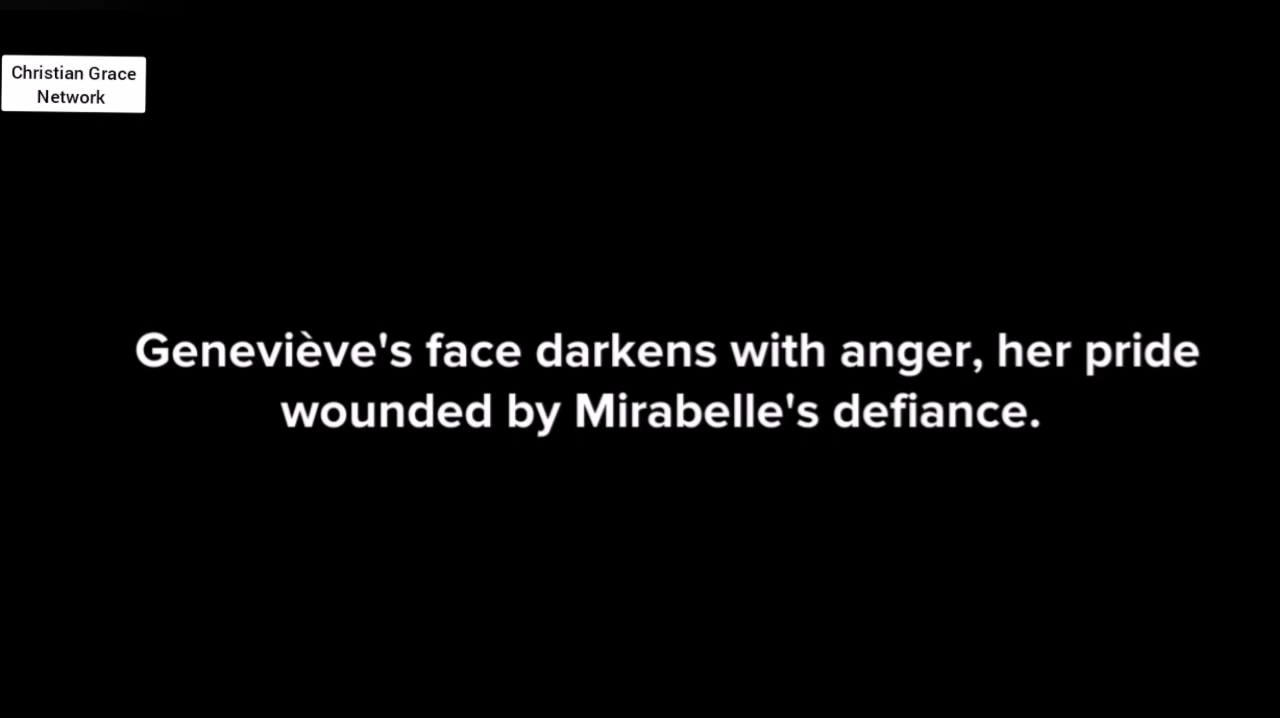 Christian Grace
Network
Geneviève's face darkens with anger, her pride
wounded by Mirabelle's defiance.